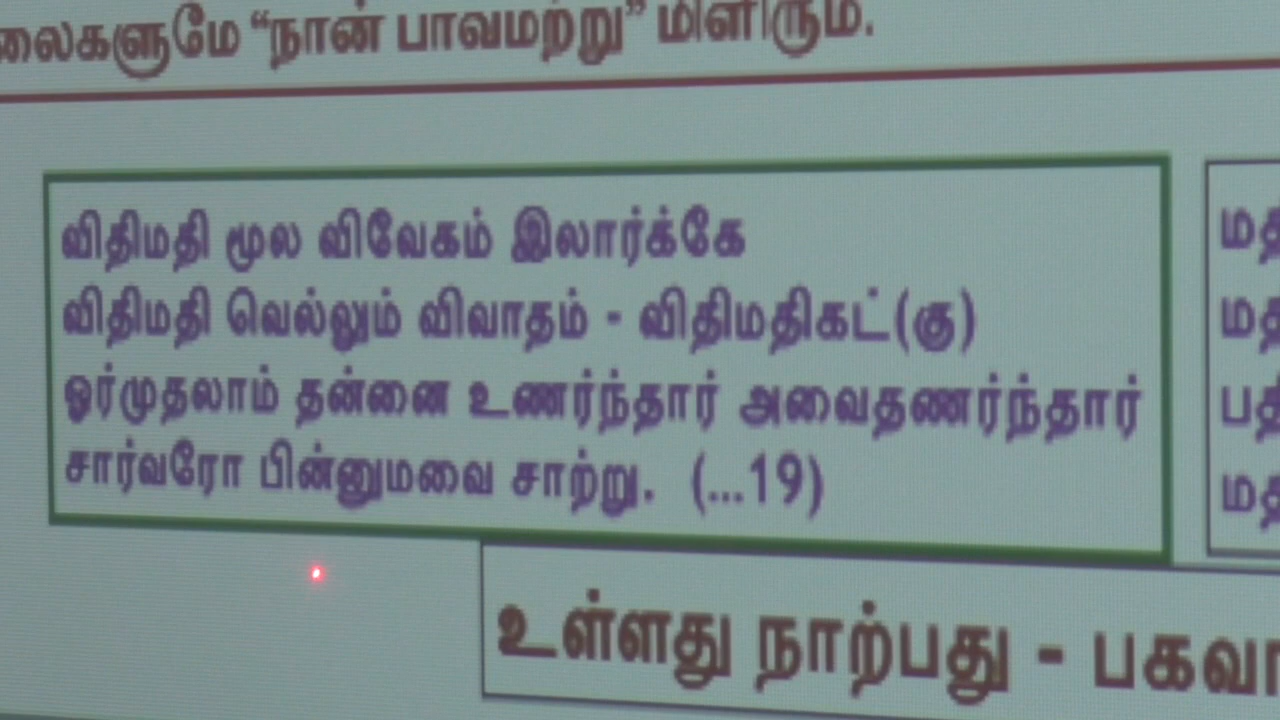 லைகளுமே “நான் பாவமற்று” மிளிரும்.
விதிமதி மூல விவேகம் இலார்க்கே
விதிமதி வெல்லும் விவாதம் - விதிமதிகட்(கு)
ஓர்முதலாம் தன்னை உணர்ந்தார் அவைதணர்ந்தார்
சார்வரோ பின்னுமவை சாற்று. (...19)
உள்ளது நாற்பது - பகவா